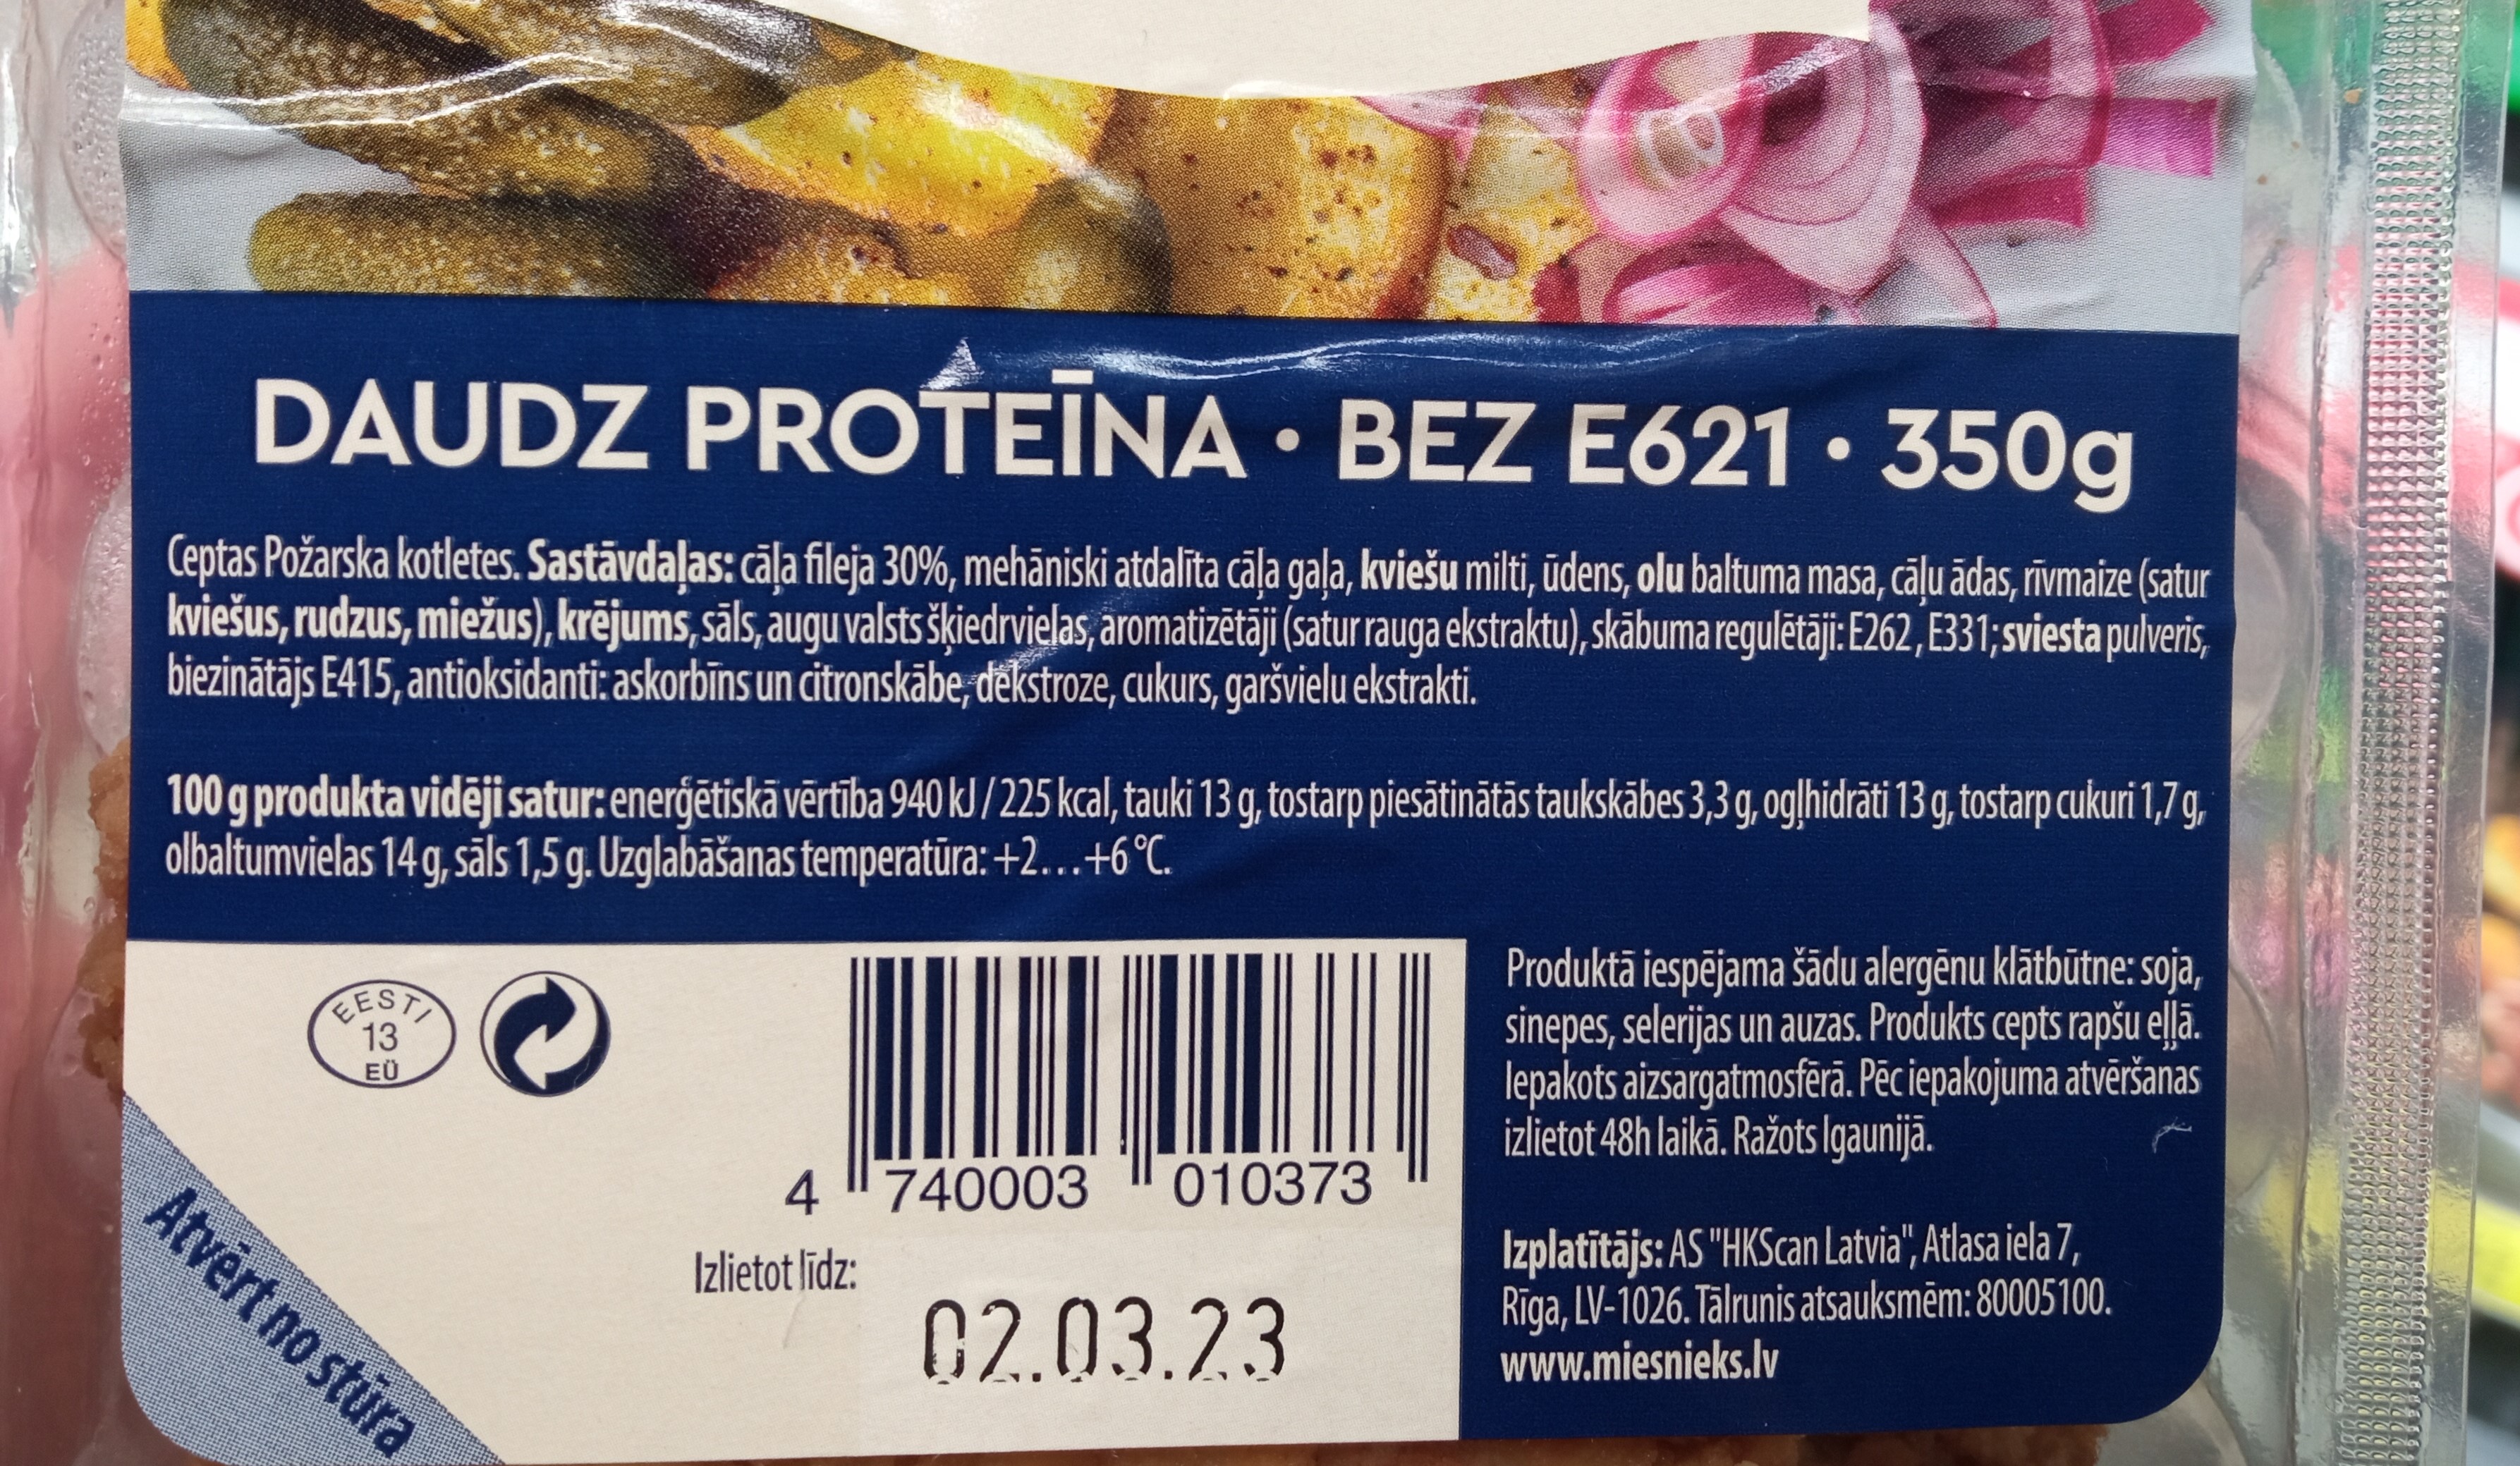 DAUDZ PROTEĪNA • BEZ E621 • 350g
Ceptas Požarska kotletes. Sastāvdaļas: cāļa fileja 30%, mehāniski atdalīta cāļa gaļa, kviešu milti, ūdens, olu baltuma masa, cāļu ādas, rīvmaize (satur
kviešus, rudzus, miežus), krējums, sāls, augu valsts šķiedrvielas, aromatizētāji (satur rauga ekstraktu), skābuma regulētāji: E262, E331; sviesta pulveris,
biezinātājs E415, antioksidanti: askorbīns un citronskābe, dekstroze, cukurs, garšvielu ekstrakti.
100 g produkta vidēji satur: enerģētiskā vērtība 940 kJ / 225 kcal, tauki 13 g, tostarp piesātinātās taukskābes 3,3 g, ogļhidrāti 13 g, tostarp cukuri 1,7 g,
olbaltumvielas 14 g, sāls 1,5 g. Uzglabāšanas temperatūra: +2...+6 °C.
EESTI
13
EÜ
4 740003 010373
Izlietot līdz:
02.03.23
Atvērt no stūra
Produktā iespējama šādu alergēnu klātbūtne: soja,
sinepes, selerijas un auzas. Produkts cepts rapšu eļļā.
Iepakots aizsargatmosfērā. Pēc iepakojuma atvēršanas
izlietot 48h laikā. Ražots Igaunijā.
Izplatītājs: AS "HKScan Latvia", Atlasa iela 7,
Rīga, LV-1026. Tālrunis atsauksmēm: 80005100.
www.miesnieks.lv